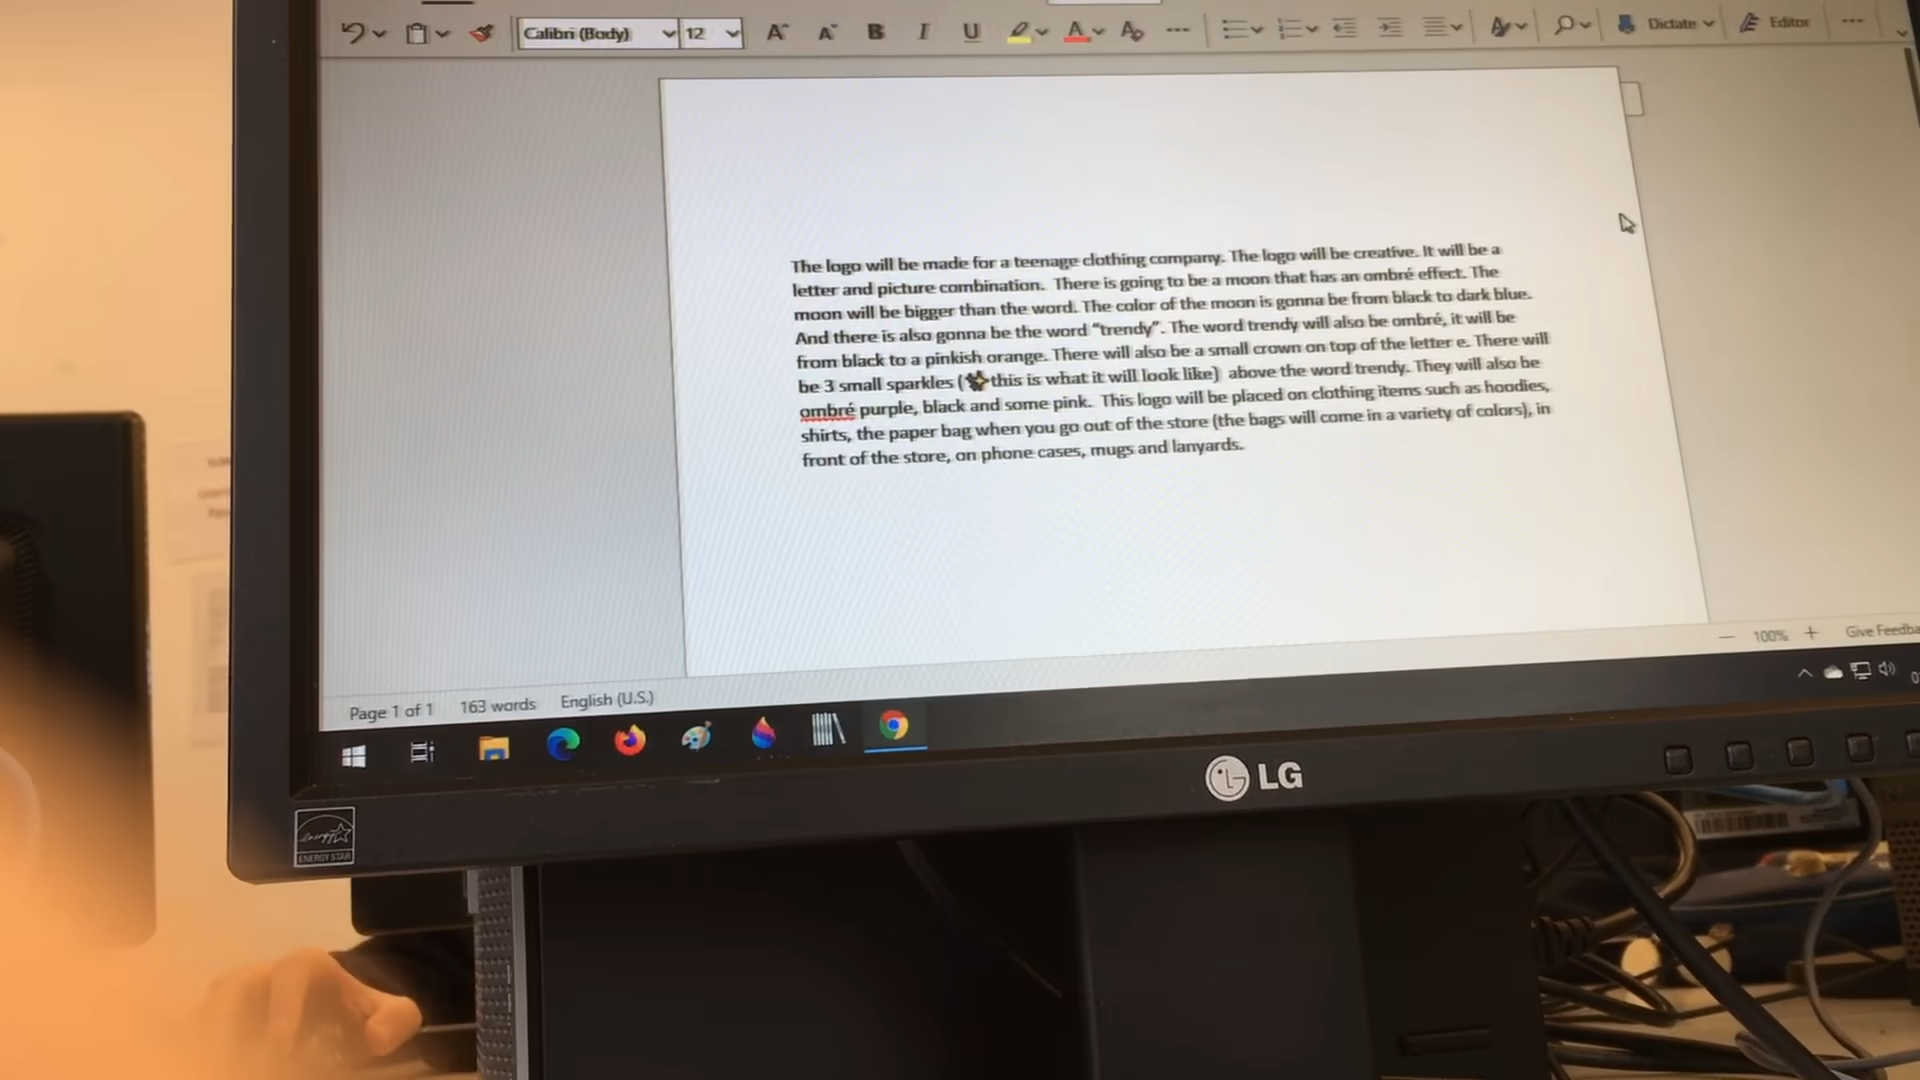 Calibri (Body) 12 A A B I U A A Dictate Editor
The logo will be made for a teenage clothing company. The logo will be creative. It will be a
letter and picture combination. There is going to be a moon that has an ombré effect. The
moon will be bigger than the word. The color of the moon is gonna be from black to dark blue.
And there is also gonna be the word “trendy”. The word trendy will also be ombré, it will be
from black to a pinkish orange. There will also be a small crown on top of the letter e. There will
be 3 small sparkles (✨this is what it will look like) above the word trendy. They will also be
ombré purple, black and some pink. This logo will be placed on clothing items such as hoodies,
shirts, the paper bag when you go out of the store (the bags will come in a variety of colors), in
front of the store, on phone cases, mugs and lanyards.
100% Give Feedba
Page 1 of 1 163 words English (U.S.)
LG
energy
ENERGY STAR